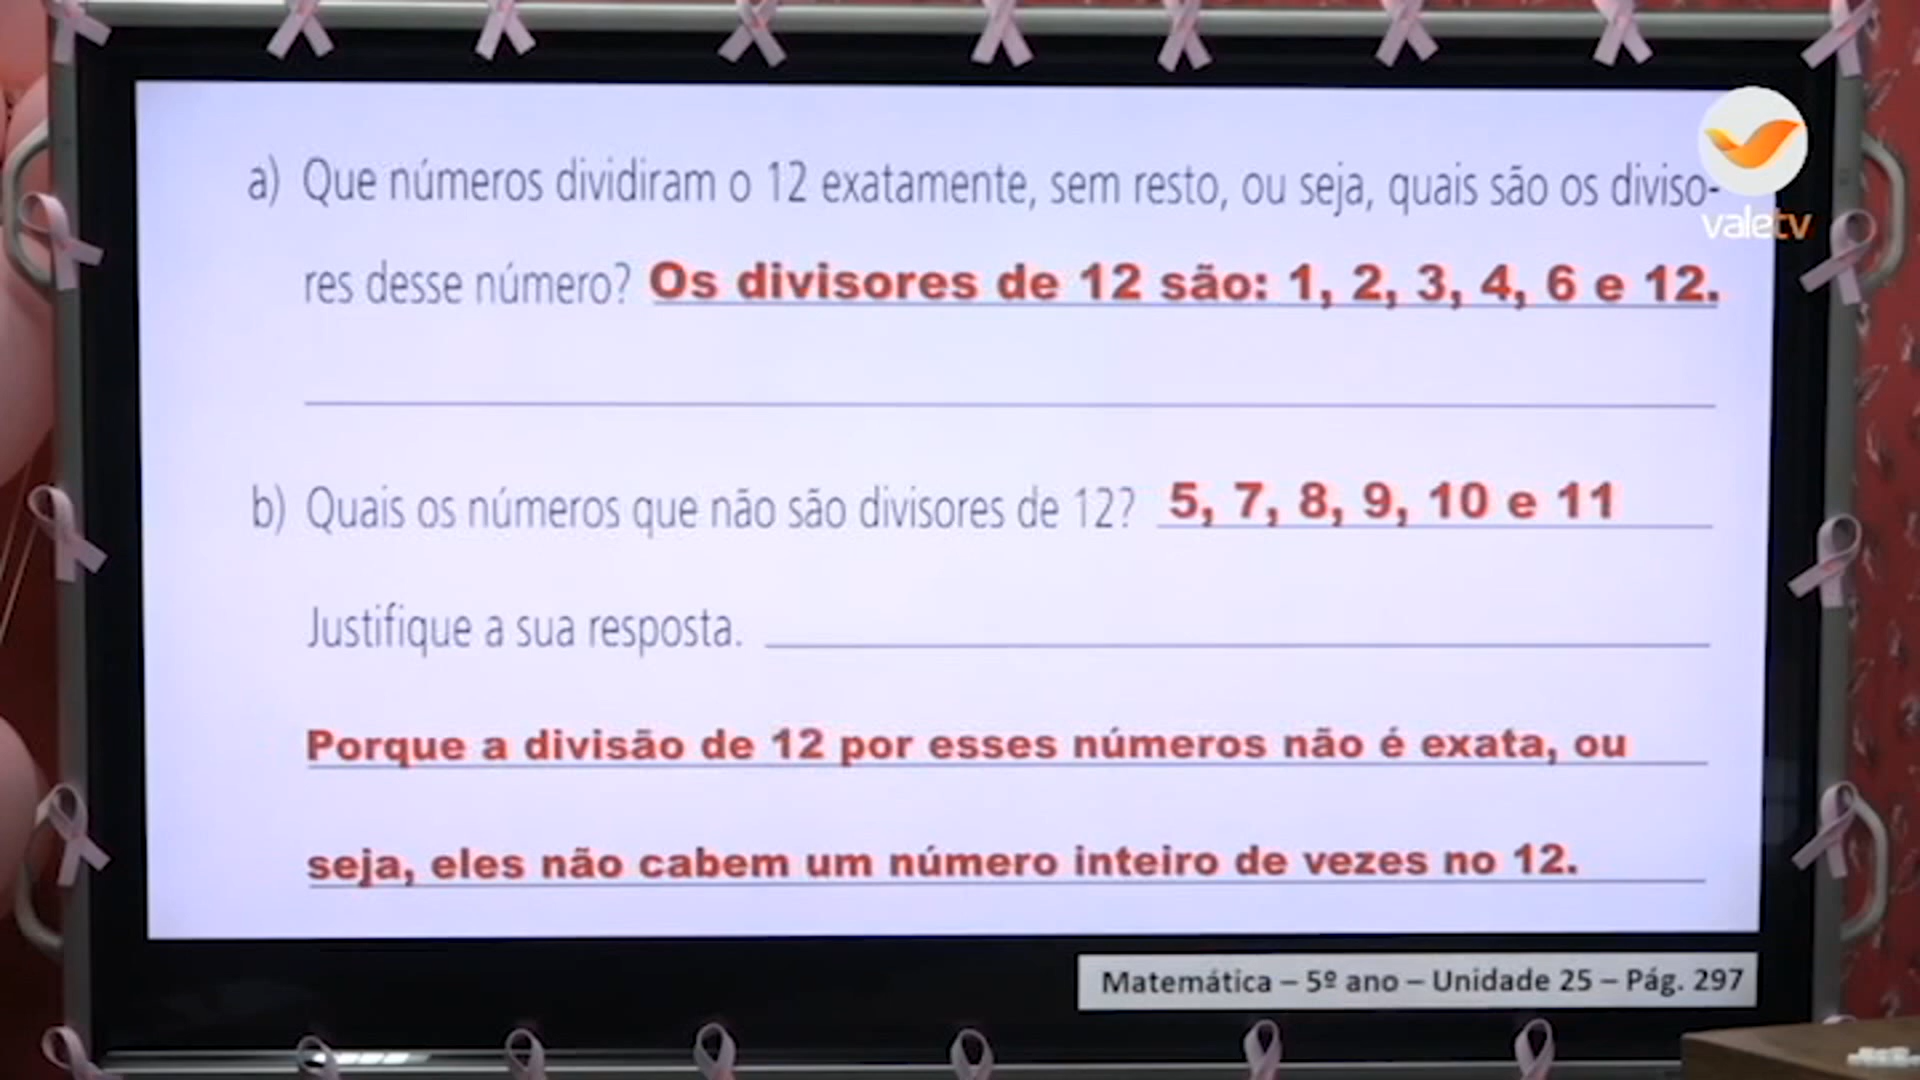 a) Que números dividiram o 12 exatamente, sem resto, ou seja, quais são os diviso-
valetv
res desse número? Os divisores de 12 são: 1, 2, 3, 4, 6 e 12.
b) Quais os números que não são divisores de 12? 5, 7, 8, 9, 10 e 11
Justifique a sua resposta.
Porque a divisão de 12 por esses números não é exata, ou
seja, eles não cabem um número inteiro de vezes no 12.
Matemática – 5º ano – Unidade 25 – Pág. 297